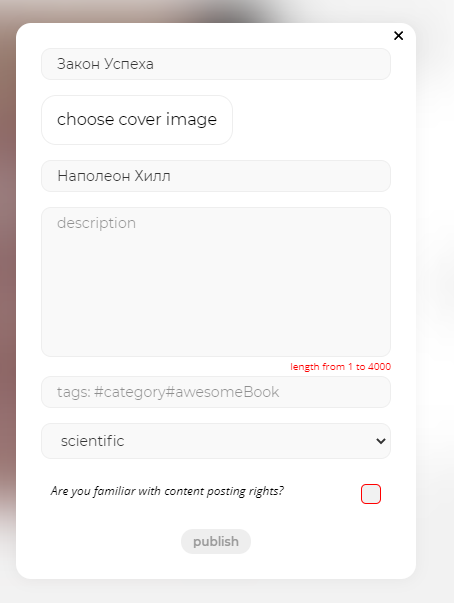 ×
Закон Успеха
choose cover image
Наполеон Хилл
description
length from 1 to 4000
tags: #category#awesomeBook
scientific
Are you familiar with content posting rights?
publish